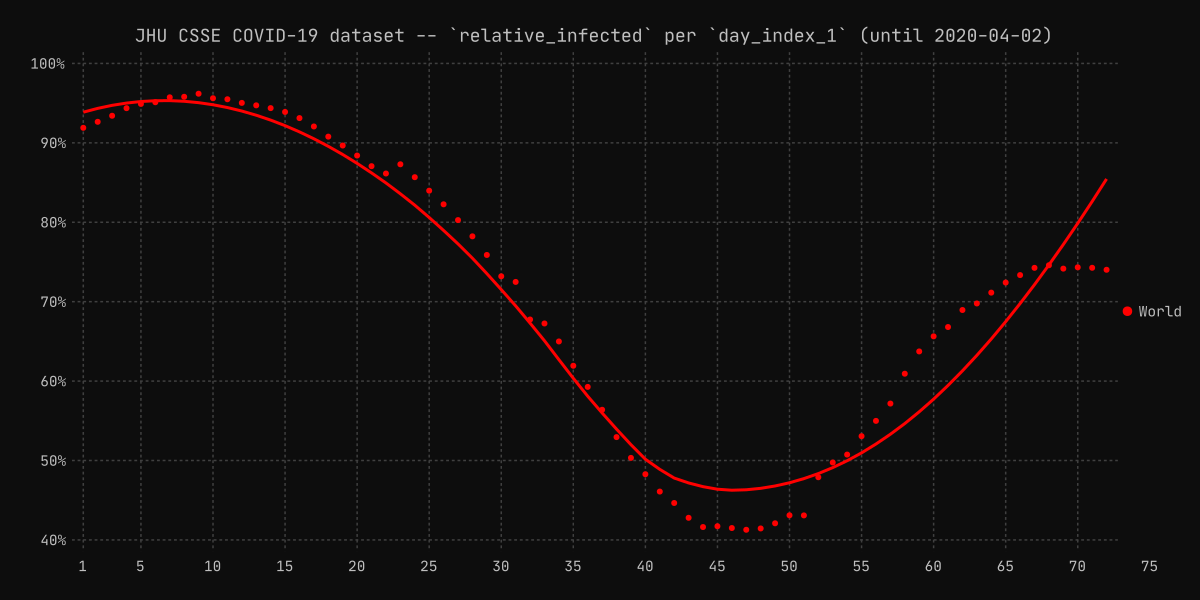 JHU CSSE COVID-19 dataset -- `relative_infected` per `day_index_1` (until 2020-04-02)
100%
90%
80%
70%
World
60%
50%
40%
1 5 10 15 20 25 30 35 40 45 50 55 60 65 70 75